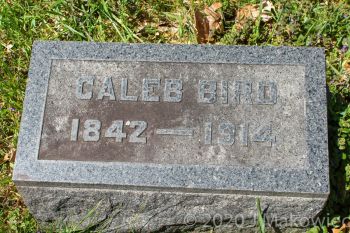 CALEB BIRD
1842 — 1914
© 2020 J Makowiec